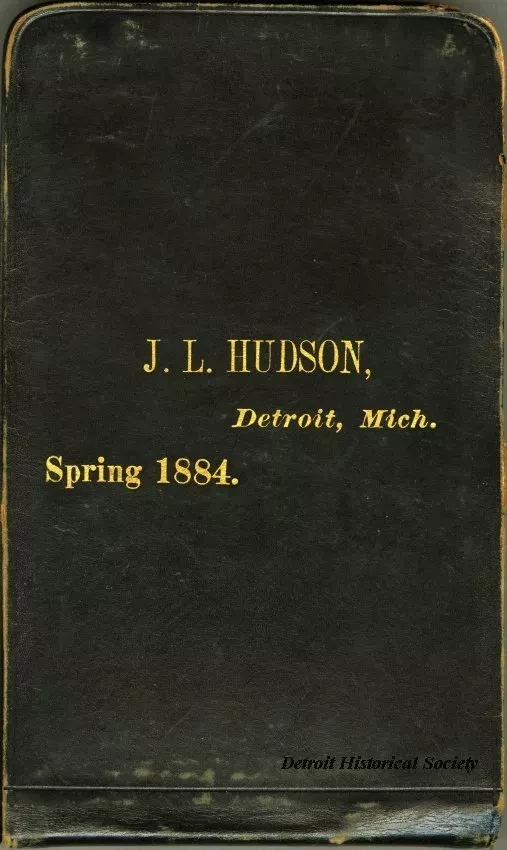 J. L. HUDSON,
Detroit, Mich.
Spring 1884.
Detroit Historical Society